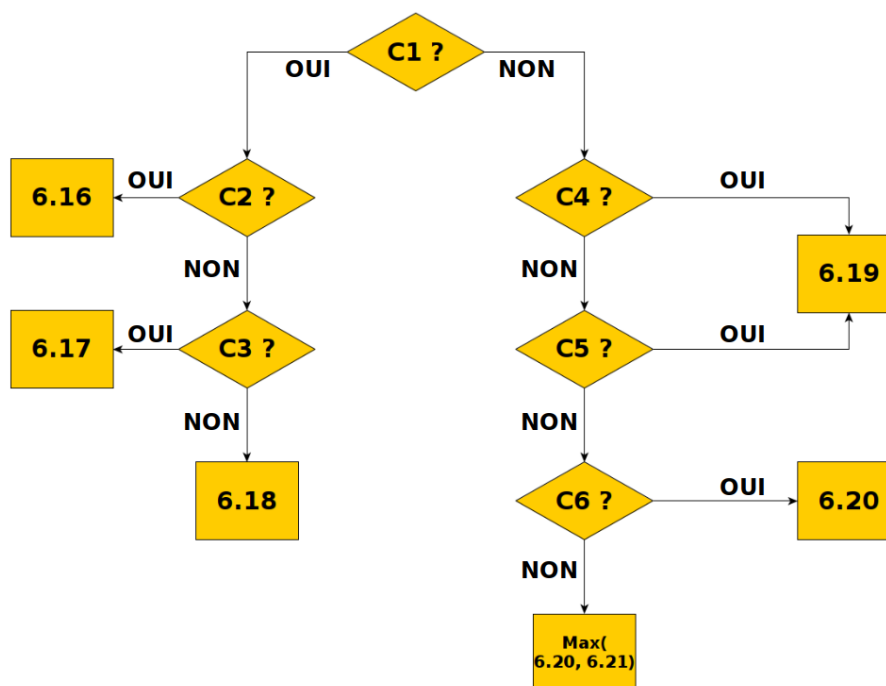 C1 ?
OUI
NON
6.16
OUI
C2 ?
C4 ?
OUI
NON
NON
6.19
6.17
OUI
C3 ?
C5 ?
OUI
NON
NON
6.18
C6 ?
OUI
6.20
NON
Max(
6.20, 6.21)